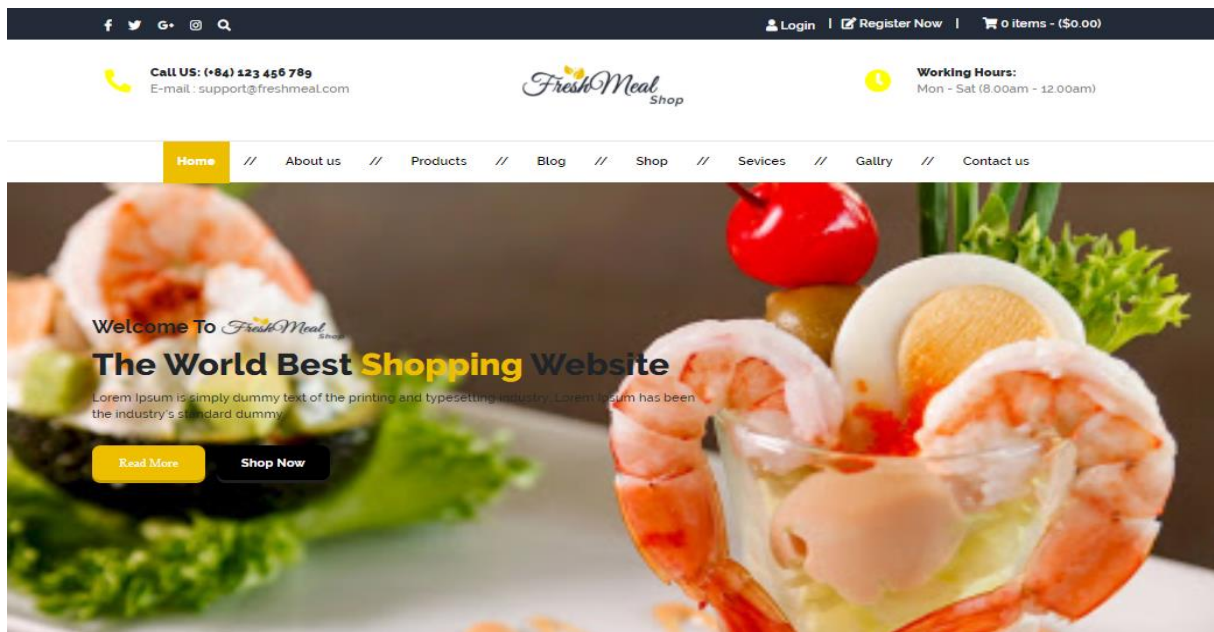 Login | Register Now | 0 items - ($0.00)
Call US: (+84) 123 456 789
E-mail : support@freshmeal.com
FreshMeal
Shop
Working Hours:
Mon - Sat (8.00am - 12.00am)
Home // About us // Products // Blog // Shop // Sevices // Gallry // Contact us
Welcome To FreshMeal
Shop
The World Best Shopping Website
Lorem Ipsum is simply dummy text of the printing and typesetting industry. Lorem Ipsum has been
the industry's standard dummy
Read More Shop Now